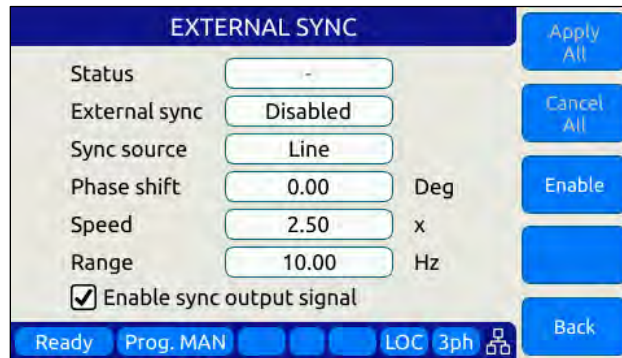 EXTERNAL SYNC
Status -
External sync Disabled
Sync source Line
Phase shift 0.00 Deg
Speed 2.50 x
Range 10.00 Hz
Enable sync output signal
Ready Prog. MAN LOC 3ph
Apply
All
Cancel
All
Enable
Back